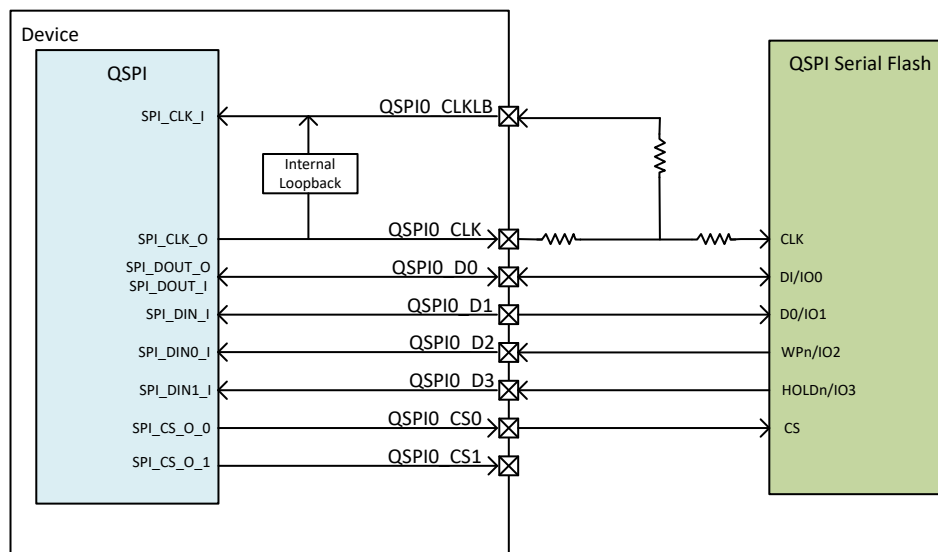 Device
QSPI
QSPI Serial Flash
SPI_CLK_I
QSPI0_CLKLB
Internal
Loopback
SPI_CLK_O
QSPI0_CLK
CLK
SPI_DOUT_O
SPI_DOUT_I
QSPI0_D0
DI/IO0
SPI_DIN_I
QSPI0_D1
D0/IO1
SPI_DIN0_I
QSPI0_D2
WPn/IO2
SPI_DIN1_I
QSPI0_D3
HOLDn/IO3
SPI_CS_O_0
QSPI0_CS0
CS
SPI_CS_O_1
QSPI0_CS1